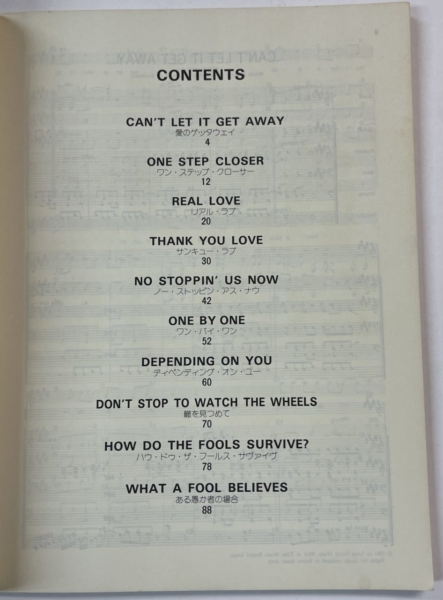 CONTENTS
CAN'T LET IT GET AWAY
愛のゲッタウェイ
4
ONE STEP CLOSER
ワン・ステップ・クローサー
12
REAL LOVE
リアル・ラブ
20
THANK YOU LOVE
サンキュー・ラブ
30
NO STOPPIN' US NOW
ノー・ストッピン・アス・ナウ
42
ONE BY ONE
ワン・バイ・ワン
52
DEPENDING ON YOU
ディペンディング・オン・ユー
60
DON'T STOP TO WATCH THE WHEELS
轍を見つめて
70
HOW DO THE FOOLS SURVIVE?
ハウ・ドゥ・ザ・フールス・サヴァイヴ
78
WHAT A FOOL BELIEVES
ある愚か者の場合
88